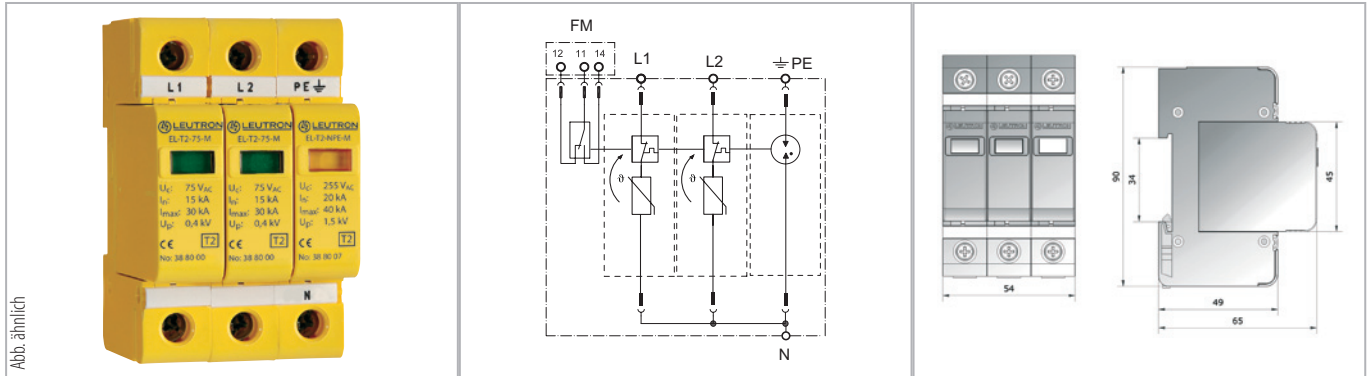 Abb. ähnlich
L1 L2 PE
LEUTRON LEUTRON LEUTRON
EL-T2-75-M EL-T2-75-M EL-T2-NPE-M
Uc: 75 VAC Uc: 75 VAC Uc: 255 VAC
In: 15 kA In: 15 kA In: 20 kA
Imax: 30 kA Imax: 30 kA Imax: 40 kA
Up: 0,4 kV Up: 0,4 kV Up: 1,5 kV
CE T2 CE T2 CE T2
No: 38 80 00 No: 38 80 00 No: 38 80 07
N
FM
12 11 14
L1 L2 PE
ϑ ϑ
N
LEUTRON LEUTRON LEUTRON
54
90
34
45
49
65